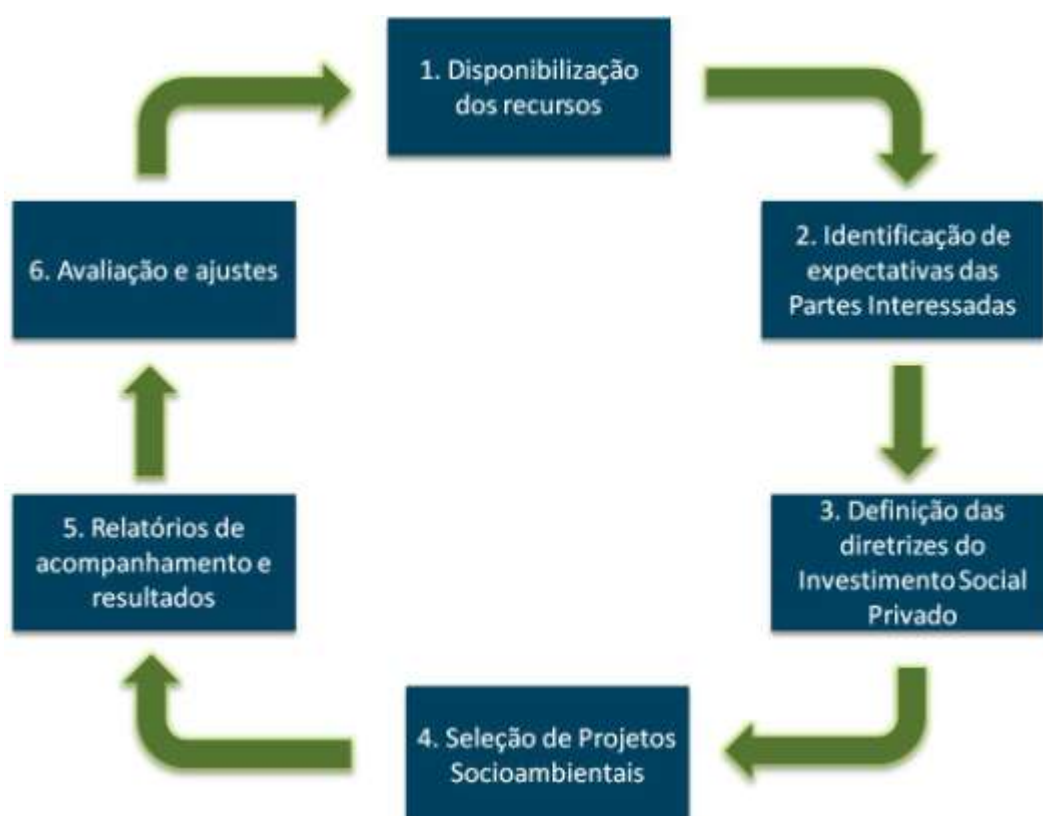 1. Disponibilização
dos recursos
2. Identificação de
expectativas das
Partes Interessadas
3. Definição das
diretrizes do
Investimento Social
Privado
4. Seleção de Projetos
Socioambientais
5. Relatórios de
acompanhamento e
resultados
6. Avaliação e ajustes